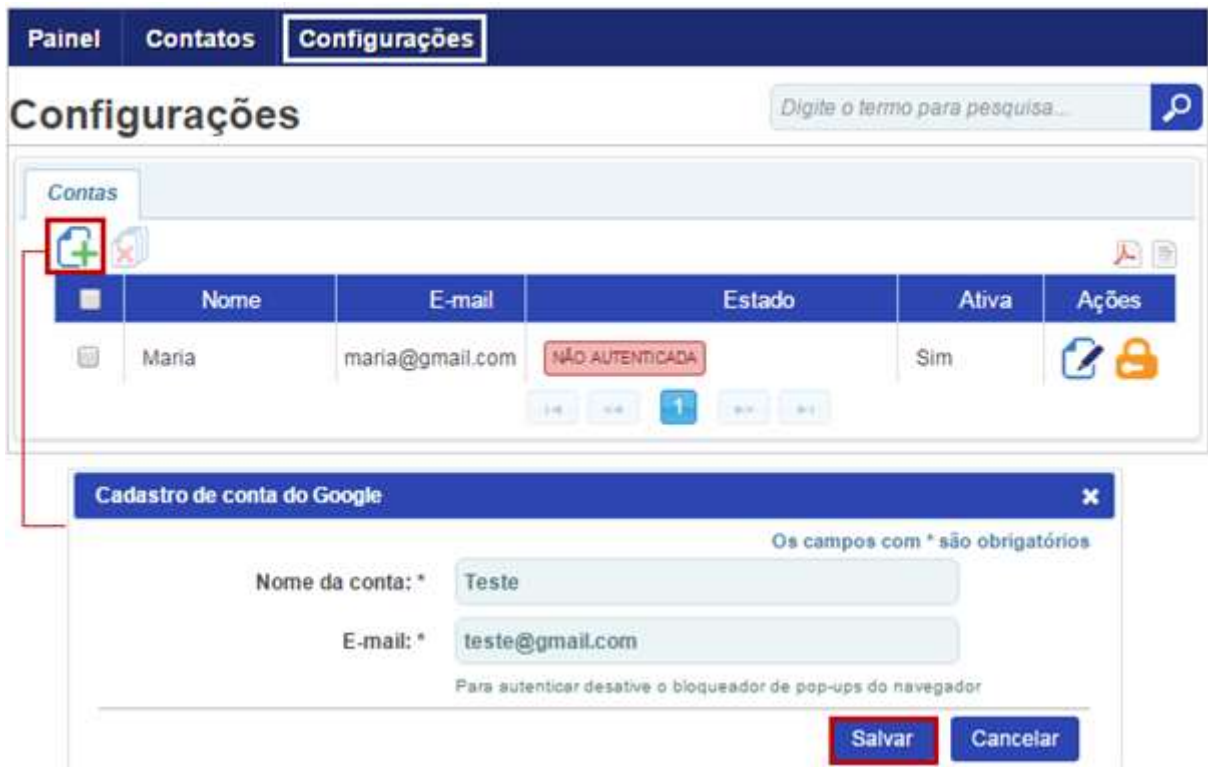 Painel Contatos Configurações
Configurações
Digite o termo para pesquisa...
Contas
Nome E-mail Estado Ativa Ações
Maria maria@gmail.com NÃO AUTENTICADA Sim
1
Cadastro de conta do Google
Os campos com * são obrigatórios
Nome da conta: * Teste
E-mail: * teste@gmail.com
Para autenticar desative o bloqueador de pop-ups do navegador
Salvar Cancelar